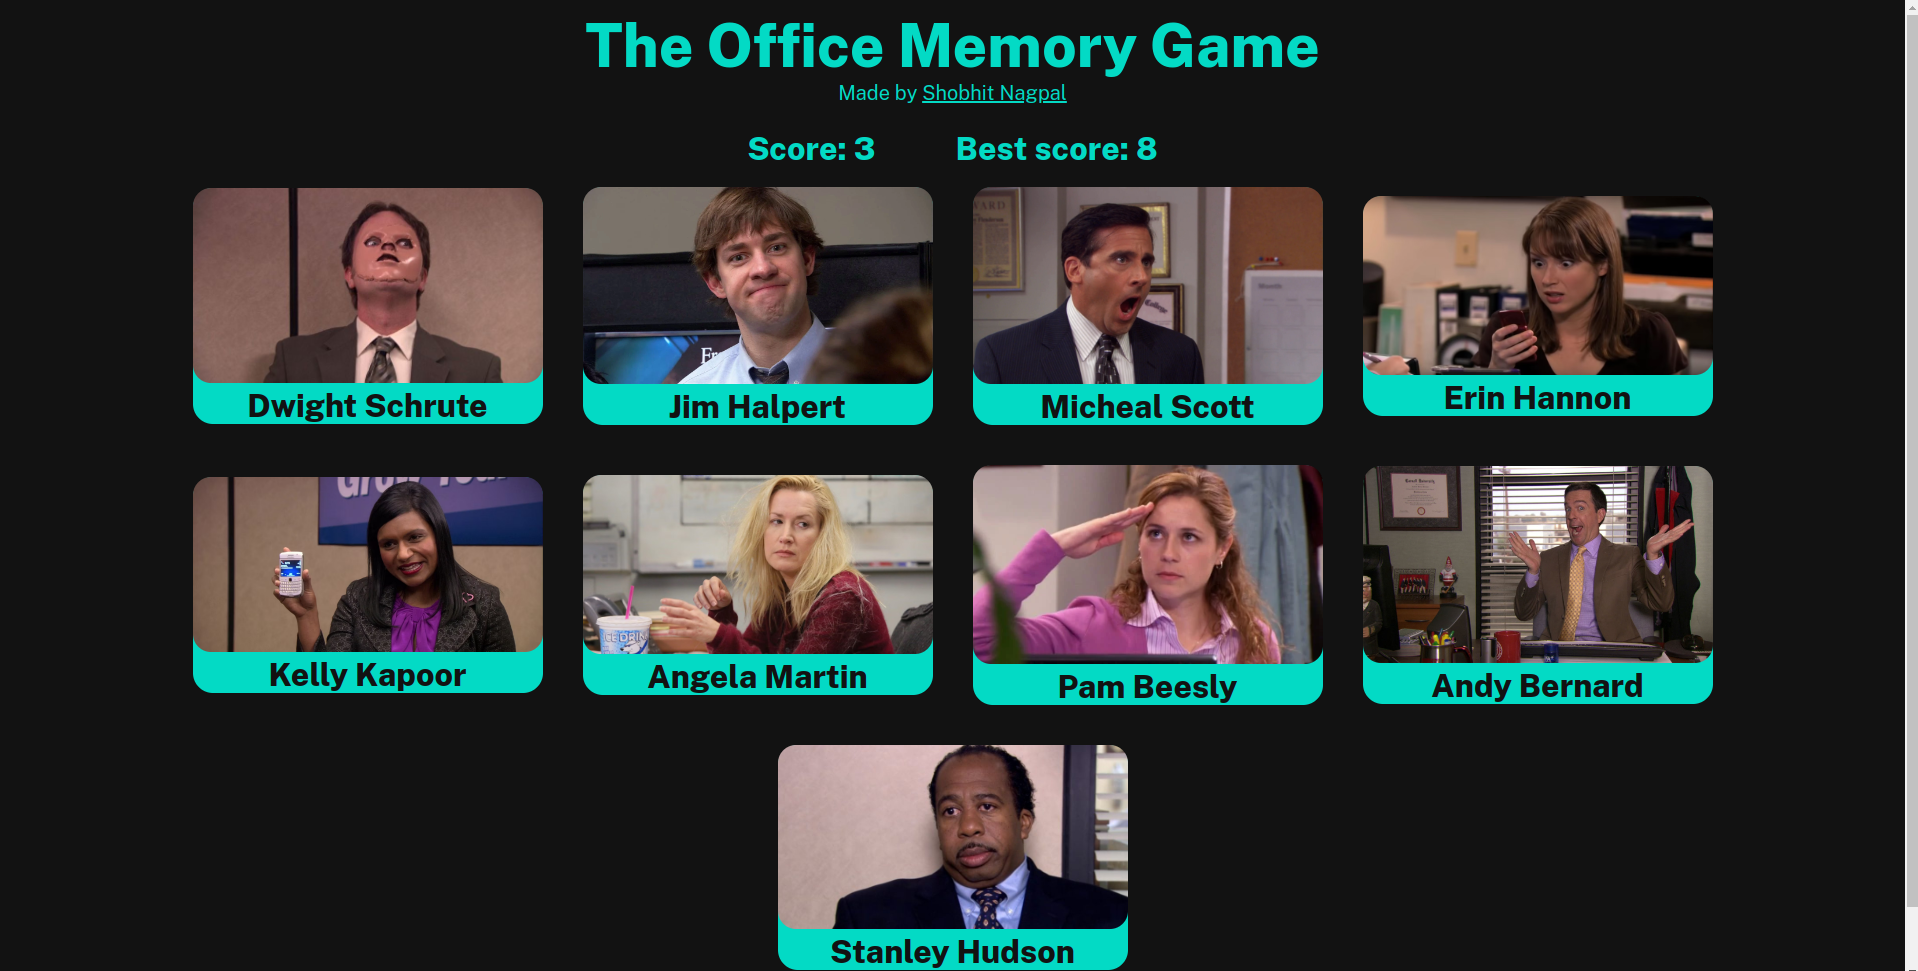 The Office Memory Game
Made by Shobhit Nagpal
Score: 3 Best score: 8
Dwight Schrute
Jim Halpert
Micheal Scott
Erin Hannon
Kelly Kapoor
Angela Martin
Pam Beesly
Andy Bernard
Stanley Hudson